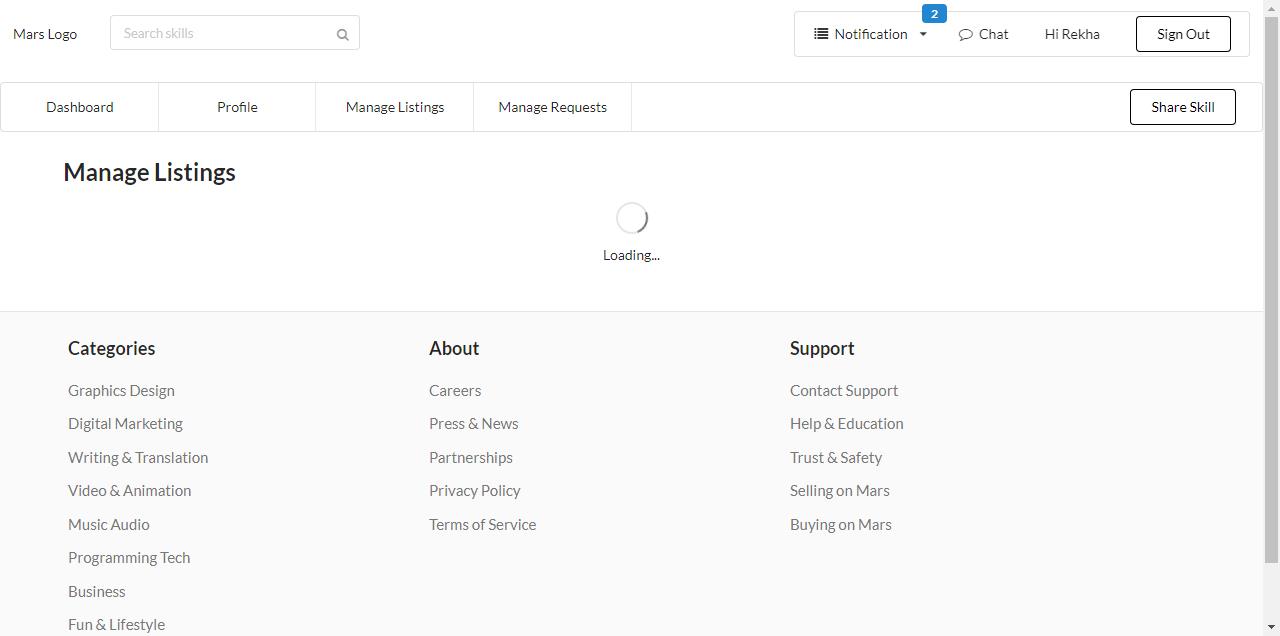 Mars Logo
Search skills
2
Notification
Chat
Hi Rekha
Sign Out
Dashboard
Profile
Manage Listings
Manage Requests
Share Skill
Manage Listings
Loading...
Categories
Graphics Design
Digital Marketing
Writing & Translation
Video & Animation
Music Audio
Programming Tech
Business
Fun & Lifestyle
About
Careers
Press & News
Partnerships
Privacy Policy
Terms of Service
Support
Contact Support
Help & Education
Trust & Safety
Selling on Mars
Buying on Mars